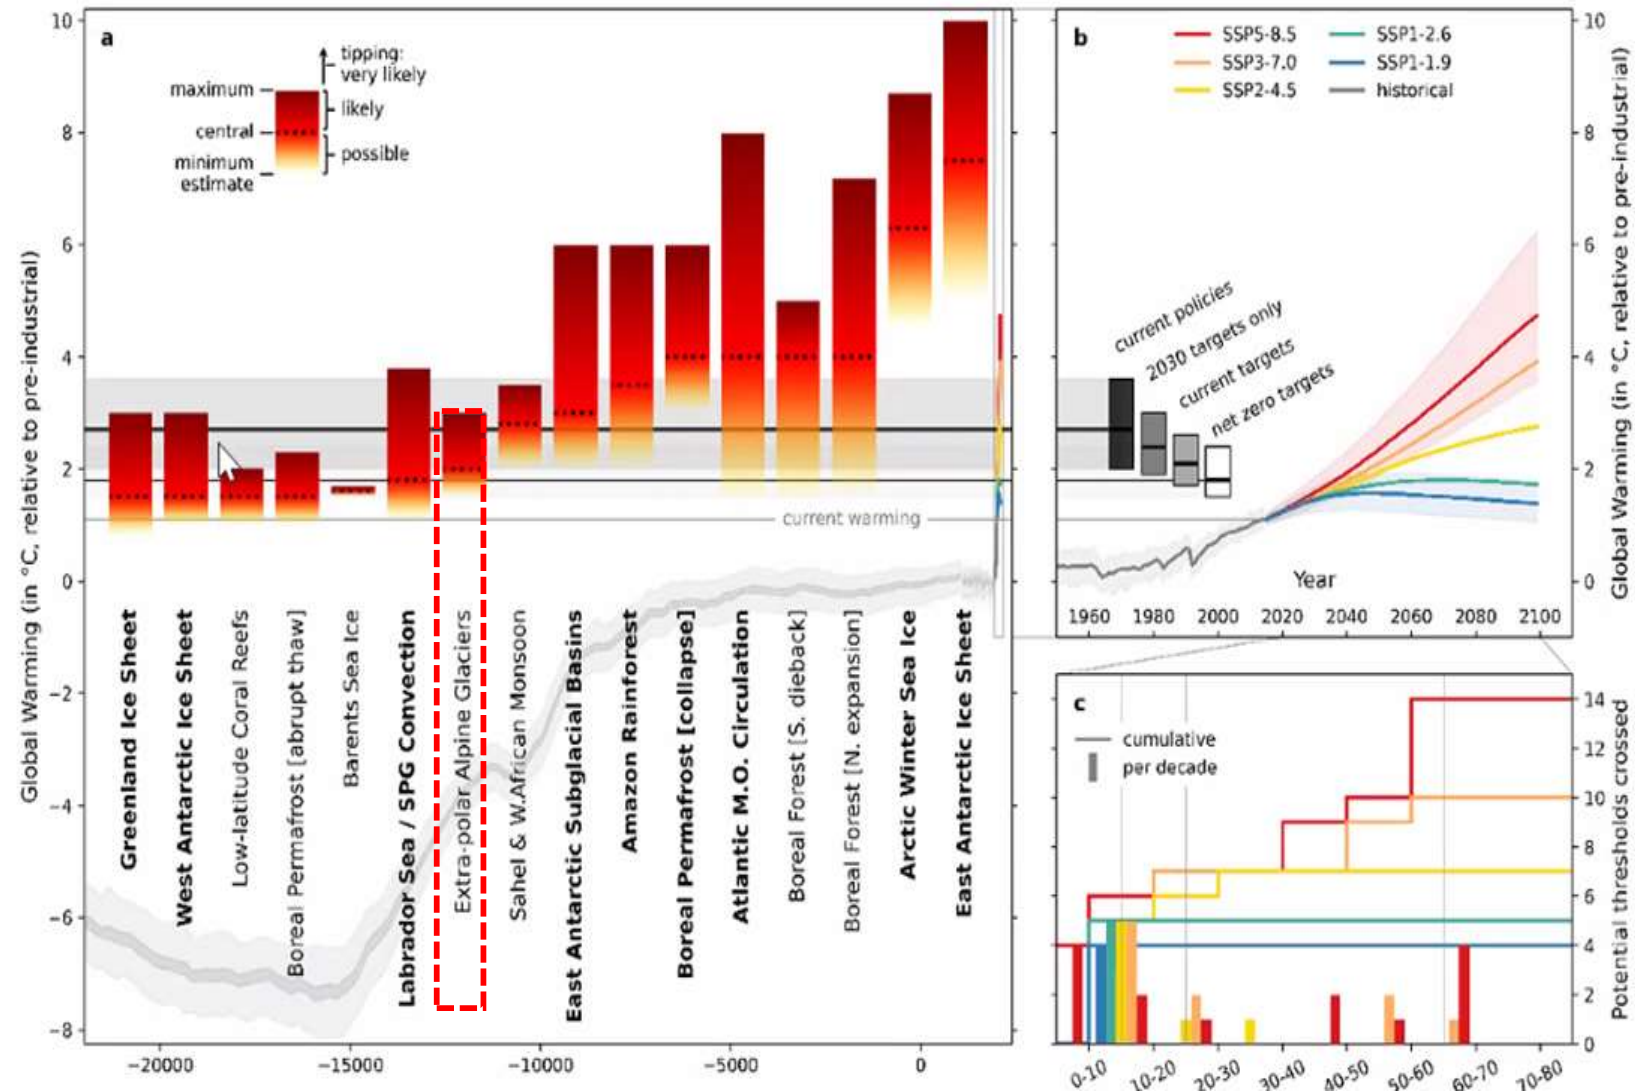 a
tipping:
very likely
maximum
likely
central
possible
minimum
estimate
Global Warming (in °C, relative to pre-industrial)
10
8
6
4
2
0
−2
−4
−6
−8
current warming
Greenland Ice Sheet
West Antarctic Ice Sheet
Low-latitude Coral Reefs
Boreal Permafrost [abrupt thaw]
Barents Sea Ice
Labrador Sea / SPG Convection
Extra-polar Alpine Glaciers
Sahel & W.African Monsoon
East Antarctic Subglacial Basins
Amazon Rainforest
Boreal Permafrost [collapse]
Atlantic M.O. Circulation
Boreal Forest [S. dieback]
Boreal Forest [N. expansion]
Arctic Winter Sea Ice
East Antarctic Ice Sheet
−20000 −15000 −10000 −5000 0
b
SSP5-8.5 SSP1-2.6
SSP3-7.0 SSP1-1.9
SSP2-4.5 historical
current policies
2030 targets only
current targets
net zero targets
Year
1960 1980 2000 2020 2040 2060 2080 2100
10
8
6
4
2
0
Global Warming (in °C, relative to pre-industrial)
c
cumulative
per decade
14
12
10
8
6
4
2
0
Potential thresholds crossed
0-10 10-20 20-30 30-40 40-50 50-60 60-70 70-80